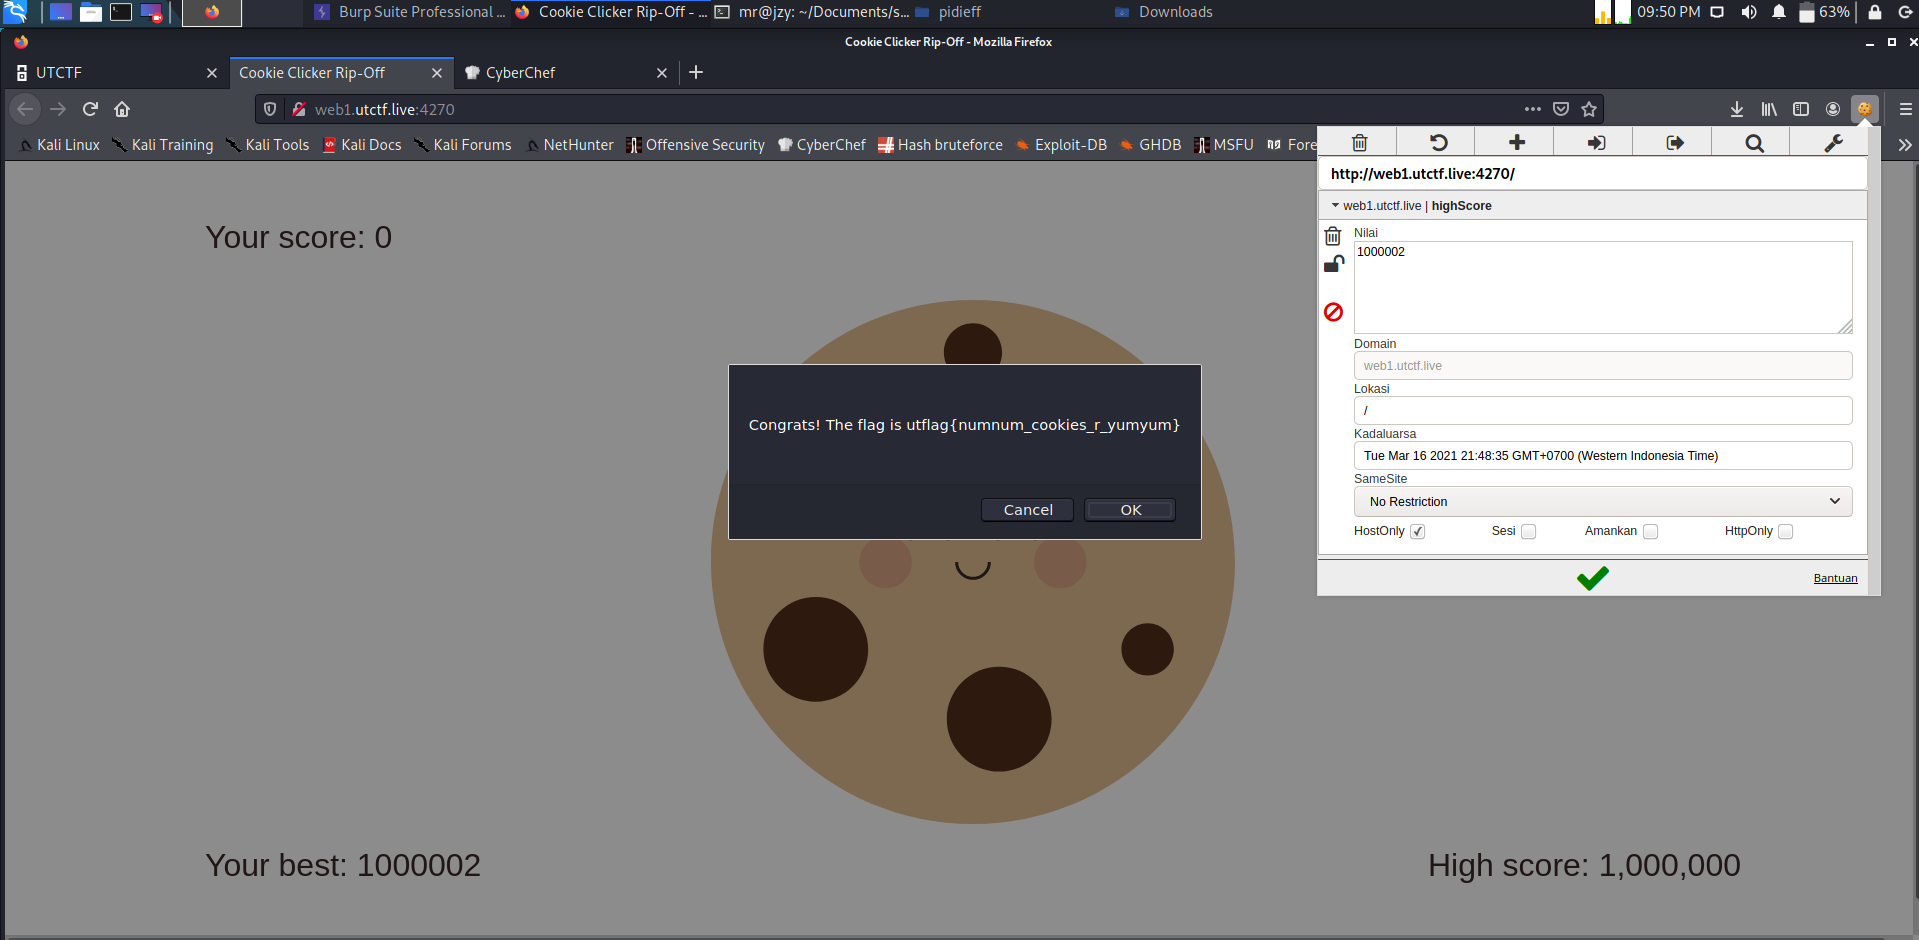 Burp Suite Professional ...
Cookie Clicker Rip-Off - ...
mr@jzy: ~/Documents/s...
pidieff
Downloads
09:50 PM
63%
Cookie Clicker Rip-Off - Mozilla Firefox
UTCTF
Cookie Clicker Rip-Off
CyberChef
web1.utctf.live:4270
Kali Linux
Kali Training
Kali Tools
Kali Docs
Kali Forums
NetHunter
Offensive Security
CyberChef
Hash bruteforce
Exploit-DB
GHDB
MSFU
Fore
http://web1.utctf.live:4270/
web1.utctf.live | highScore
Nilai
1000002
Domain
web1.utctf.live
Lokasi
/
Kadaluarsa
Tue Mar 16 2021 21:48:35 GMT+0700 (Western Indonesia Time)
SameSite
No Restriction
HostOnly
Sesi
Amankan
HttpOnly
Bantuan
Your score: 0
Congrats! The flag is utflag{numnum_cookies_r_yumyum}
Cancel
OK
Your best: 1000002
High score: 1,000,000